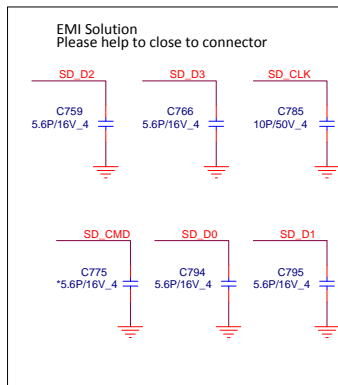 EMI Solution
Please help to close to connector
SD_D2 SD_D3 SD_CLK
C759 C766 C785
5.6P/16V_4 5.6P/16V_4 10P/50V_4
SD_CMD SD_D0 SD_D1
C775 C794 C795
*5.6P/16V_4 5.6P/16V_4 5.6P/16V_4